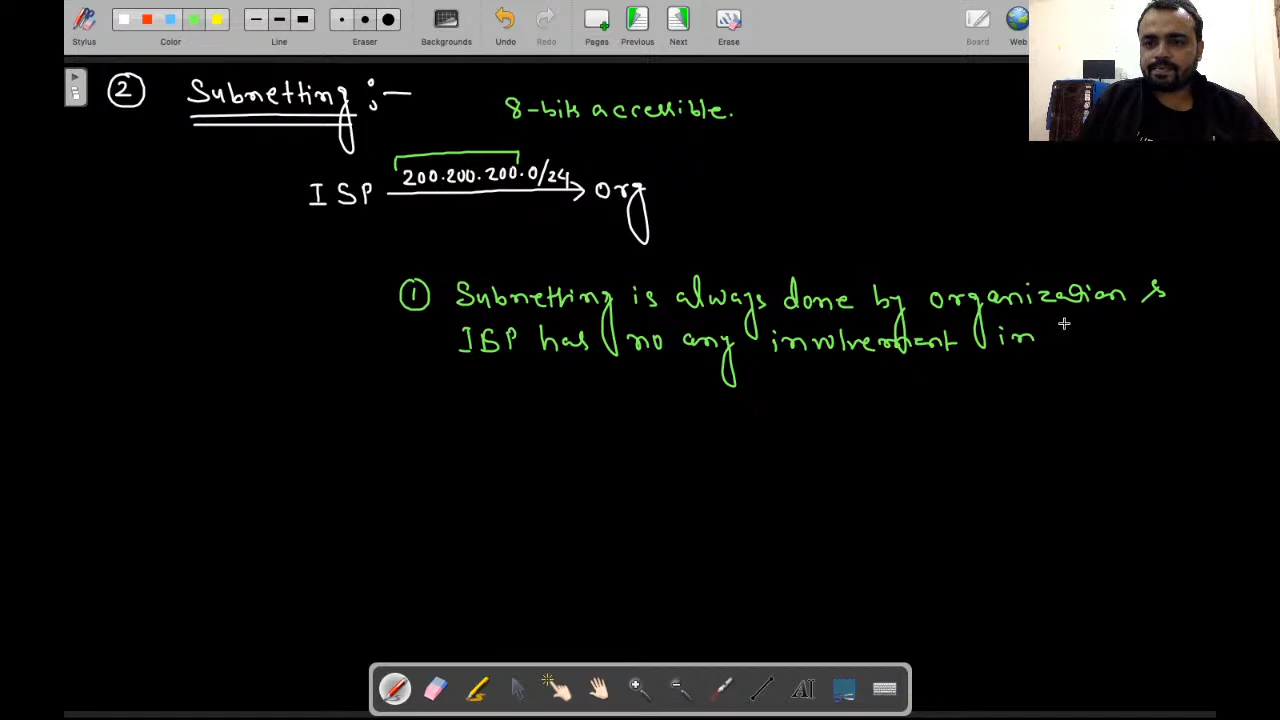 Stylus
Color
Line
Eraser
Backgrounds
Undo
Redo
Pages
Previous
Next
Erase
Board
Web
② Subnetting :-
8-bits accessible.
ISP 200.200.200.0/24 org
① Subnetting is always done by organization &
ISP has no any involvement in